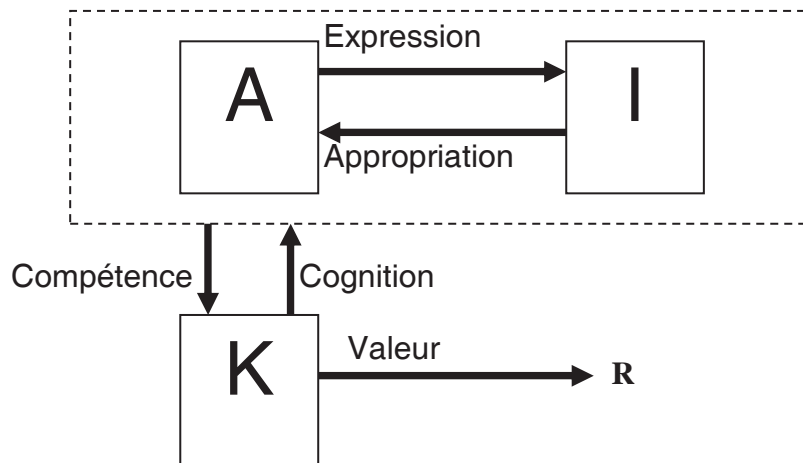 Expression
A
I
Appropriation
Compétence
Cognition
K
Valeur
R